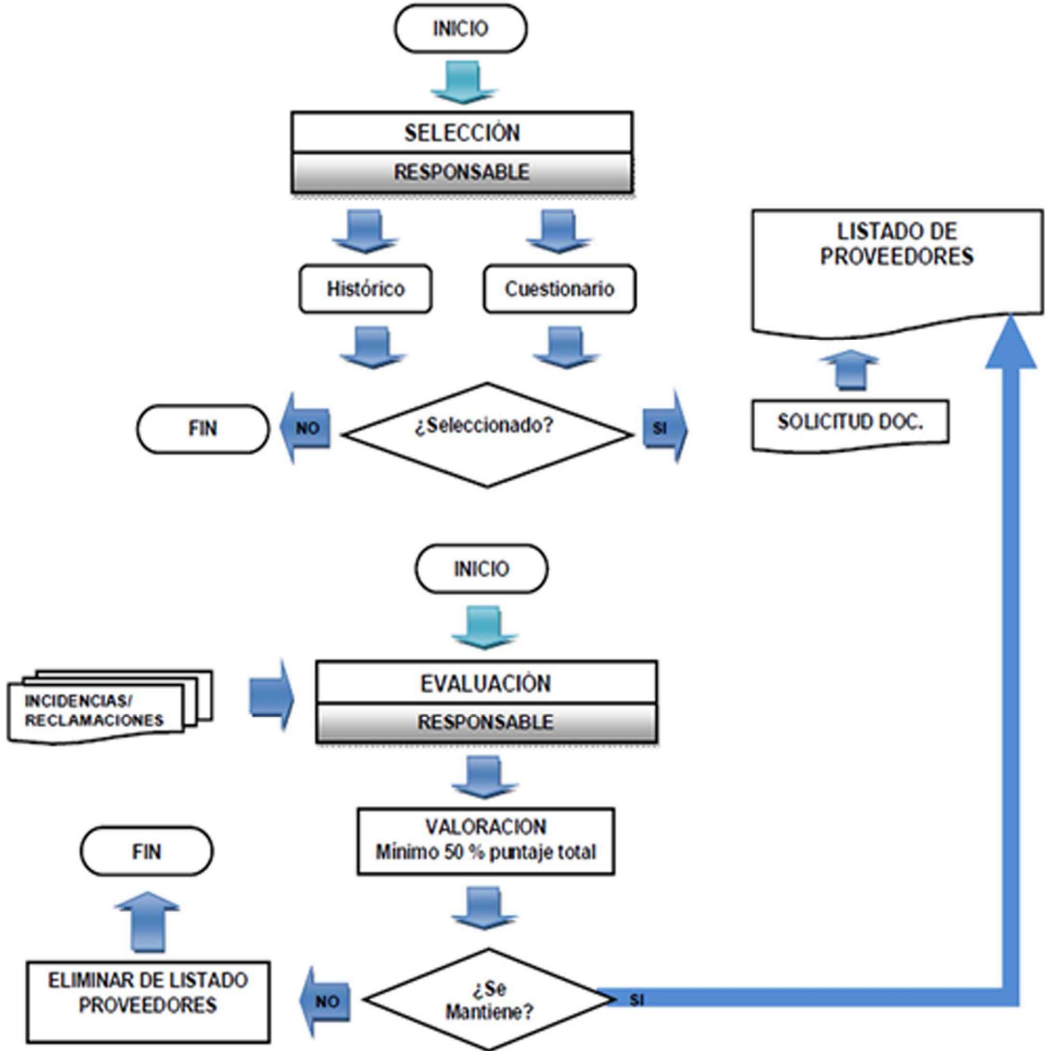 INICIO
SELECCIÓN
RESPONSABLE
Histórico
Cuestionario
LISTADO DE
PROVEEDORES
FIN
NO
¿Seleccionado?
SI
SOLICITUD DOC.
INICIO
INCIDENCIAS/
RECLAMACIONES
EVALUACIÓN
RESPONSABLE
VALORACION
Mínimo 50 % puntaje total
FIN
ELIMINAR DE LISTADO
PROVEEDORES
NO
¿Se
Mantiene?
SI